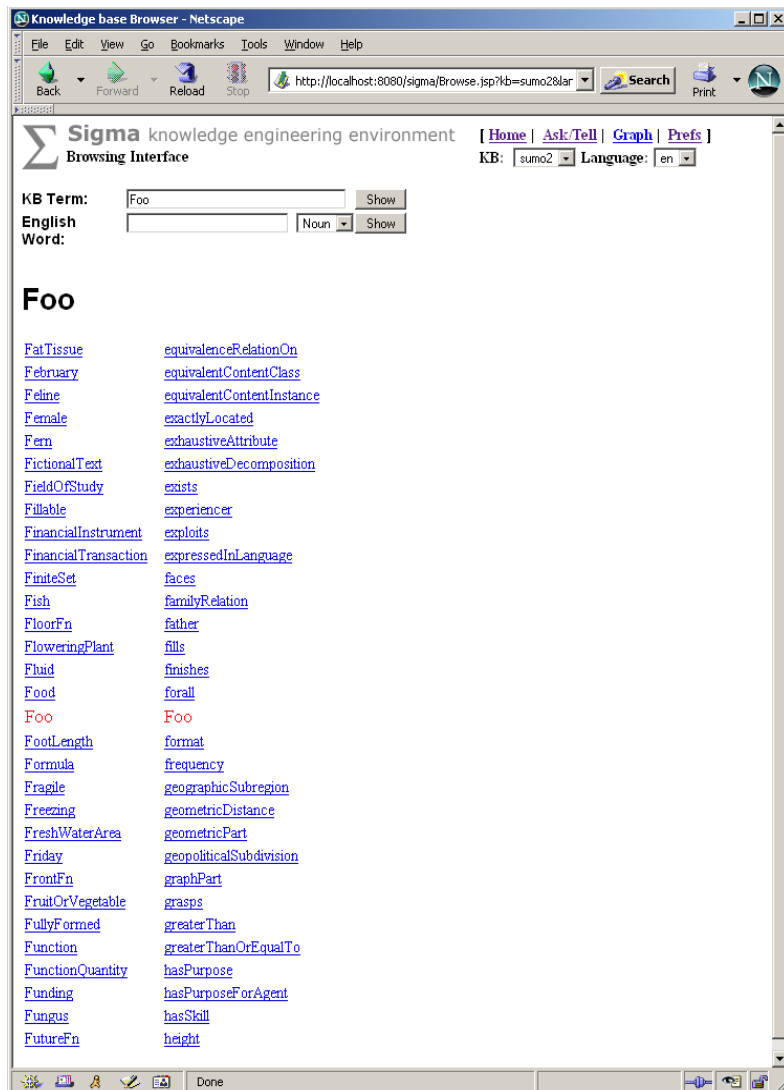 Knowledge base Browser - Netscape
File Edit View Go Bookmarks Tools Window Help
Back Forward Reload Stop http://localhost:8080/sigma/Browse.jsp?kb=sumo2&lar Search Print N
Σ Sigma knowledge engineering environment [ Home | Ask/Tell | Graph | Prefs ]
Browsing Interface KB: sumo2 Language: en
KB Term: Foo Show
English Word: Noun Show
Foo
FatTissue equivalenceRelationOn
February equivalentContentClass
Feline equivalentContentInstance
Female exactlyLocated
Fern exhaustiveAttribute
FictionalText exhaustiveDecomposition
FieldOfStudy exists
Fillable experiencer
FinancialInstrument exploits
FinancialTransaction expressedInLanguage
FiniteSet faces
Fish familyRelation
FloorFn father
FloweringPlant fills
Fluid finishes
Food forall
Foo Foo
FootLength format
Formula frequency
Fragile geographicSubregion
Freezing geometricDistance
FreshWaterArea geometricPart
Friday geopoliticalSubdivision
FrontFn graphPart
FruitOrVegetable grasps
FullyFormed greaterThan
Function greaterThanOrEqualTo
FunctionQuantity hasPurpose
Funding hasPurposeForAgent
Fungus hasSkill
FutureFn height
Done